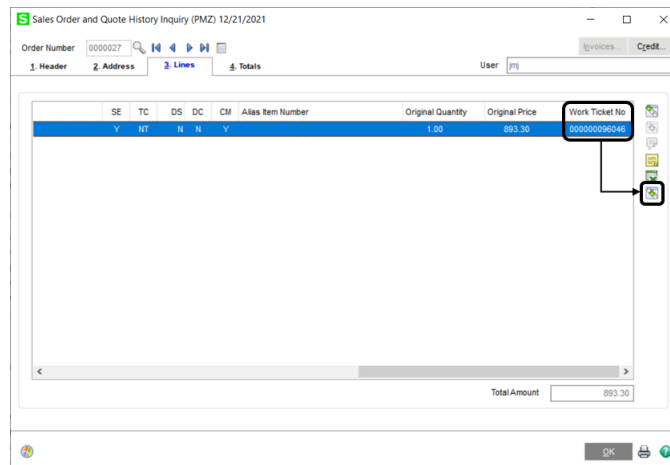 S Sales Order and Quote History Inquiry (PMZ) 12/21/2021
Order Number 0000027 Invoices... Credit...
1. Header 2. Address 3. Lines 4. Totals User jmj
SE TC DS DC CM Alias Item Number Original Quantity Original Price Work Ticket No
Y NT N N Y 1.00 893.30 000000096046
Total Amount 893.30
OK